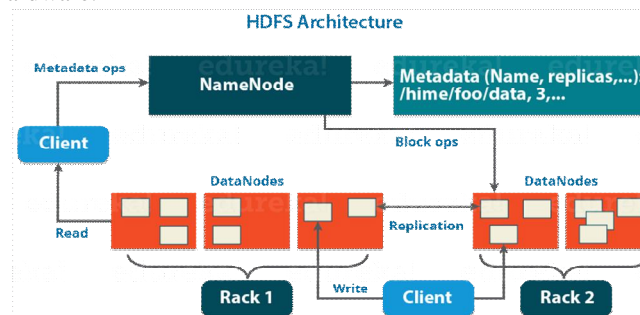 HDFS Architecture
Metadata ops
NameNode
Metadata (Name, replicas,...):
/hime/foo/data, 3,...
Client
Block ops
DataNodes
DataNodes
Read
Replication
Write
Rack 1
Client
Rack 2
edureka!